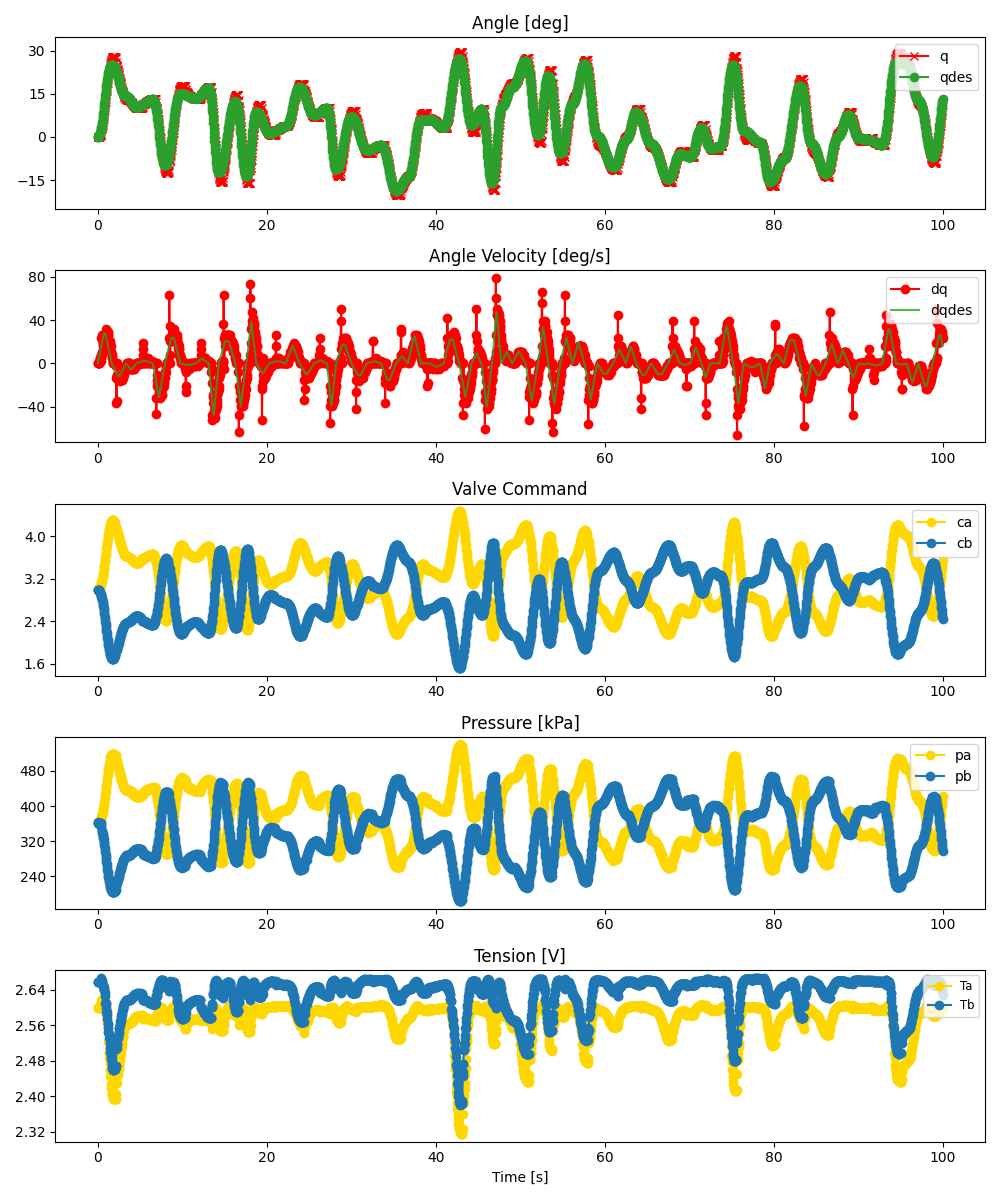 Angle [deg]
30
15
0
−15
q
qdes
0 20 40 60 80 100
Angle Velocity [deg/s]
80
40
0
−40
dq
dqdes
0 20 40 60 80 100
Valve Command
4.0
3.2
2.4
1.6
ca
cb
0 20 40 60 80 100
Pressure [kPa]
480
400
320
240
pa
pb
0 20 40 60 80 100
Tension [V]
2.64
2.56
2.48
2.40
2.32
Ta
Tb
0 20 40 60 80 100
Time [s]